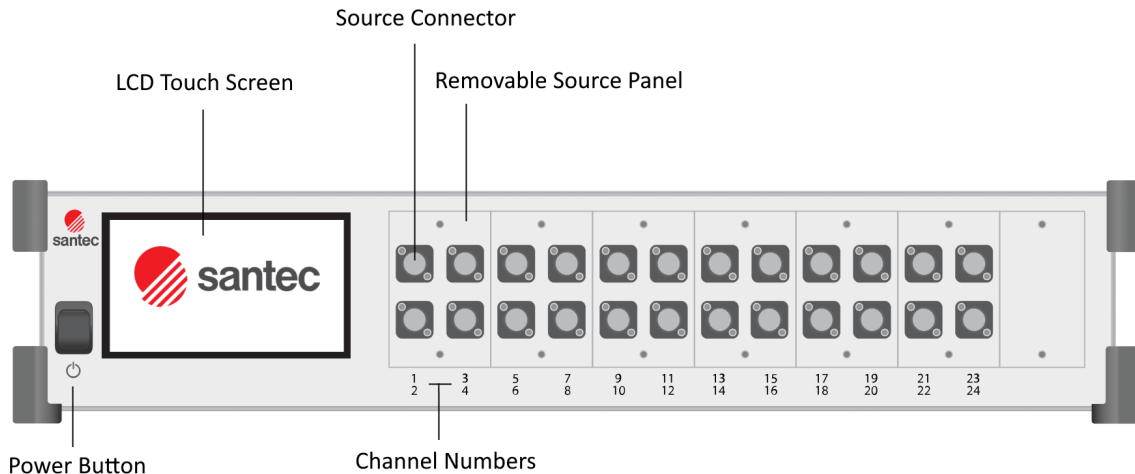 Source Connector
LCD Touch Screen
Removable Source Panel
santec
santec
1 3 5 7 9 11 13 15 17 19 21 23
2 4 6 8 10 12 14 16 18 20 22 24
Power Button
Channel Numbers